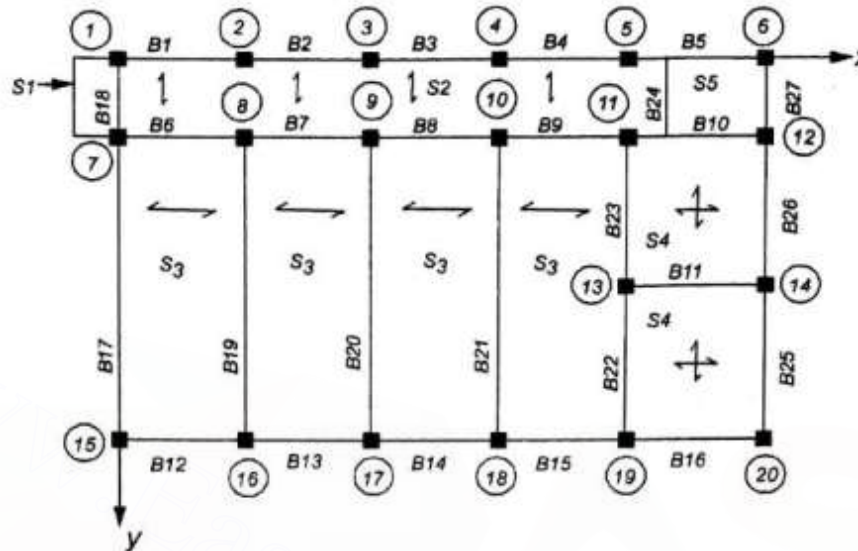 1 2 3 4 5 6
B1 B2 B3 B4 B5
S1 B18 S2 B24 S5 B27
8 9 10 11
B6 B7 B8 B9 B10
7 12
B23 B26
S3 S3 S3 S3 S4
13 B11 14
S4
B17 B19 B20 B21 B22 B25
15
B12 B13 B14 B15 B16
16 17 18 19 20
y